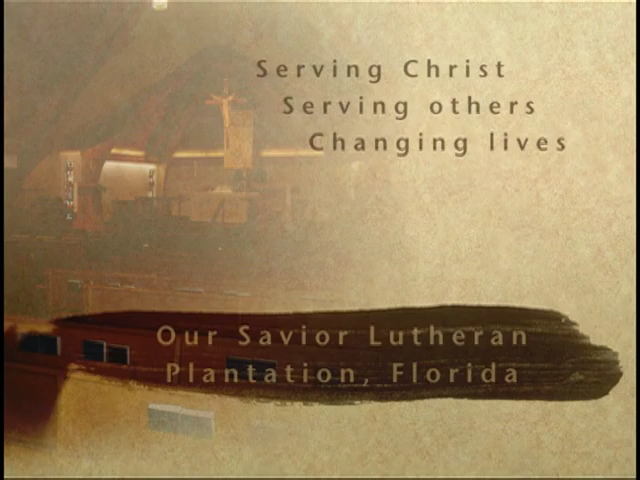 Serving Christ
Serving others
Changing lives
Our Savior Lutheran
Plantation, Florida